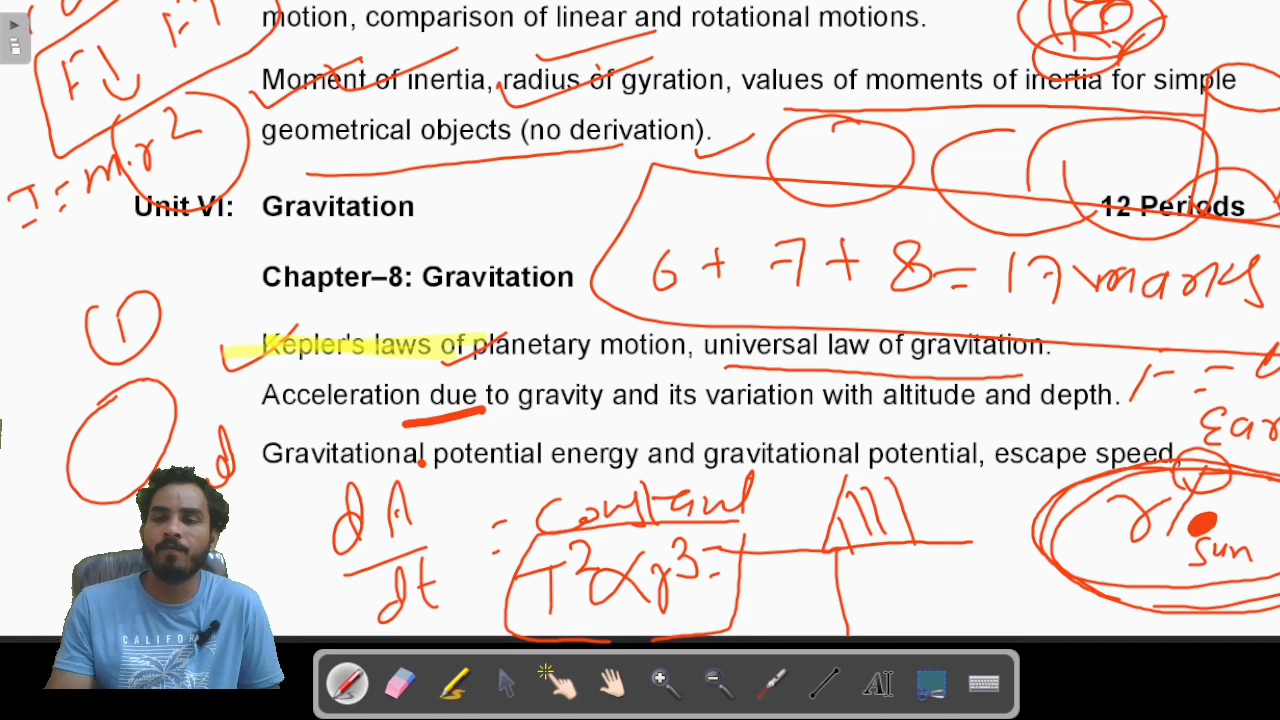 motion, comparison of linear and rotational motions.
Moment of inertia, radius of gyration, values of moments of inertia for simple
geometrical objects (no derivation).
I = m.r2
Unit VI: Gravitation 12 Periods
6 + 7 + 8 = 17 marks
Chapter–8: Gravitation
Kepler's laws of planetary motion, universal law of gravitation.
Acceleration due to gravity and its variation with altitude and depth.
Ear
Gravitational potential energy and gravitational potential, escape speed,
d
dA
dt
= constant
T2 ∝ r3 =
r
sun
CALIFORNIA
AI